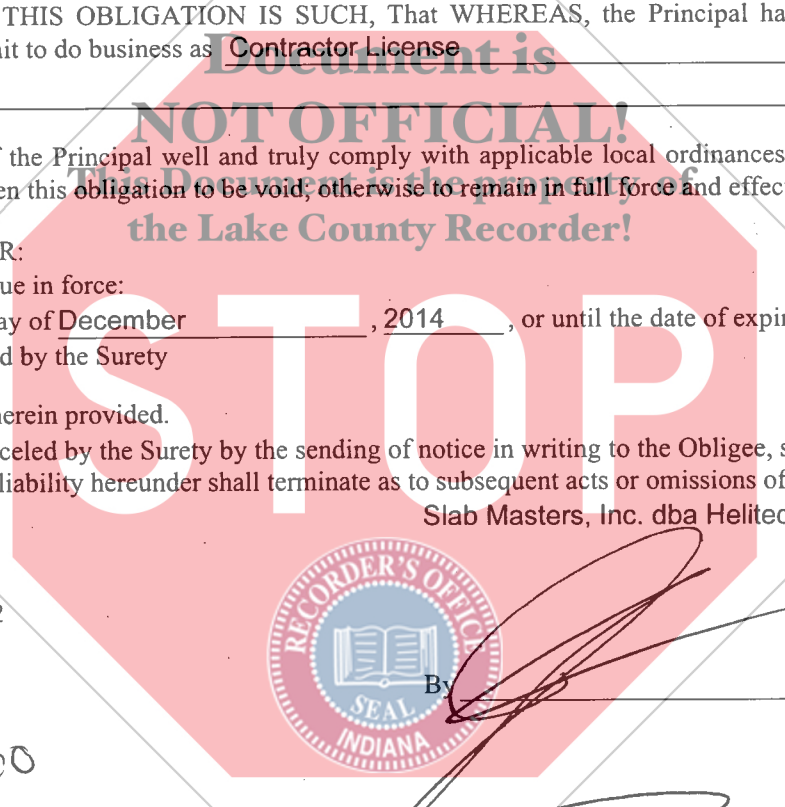 THIS OBLIGATION IS SUCH, That WHEREAS, the Principal ha
it to do business as Contractor License
Document is
NOT OFFICIAL!
the Principal well and truly comply with applicable local ordinances
en this obligation to be void; otherwise to remain in full force and effec
This Document is the property of
the Lake County Recorder!
R:
ue in force:
ay of December , 2014 , or until the date of expi
d by the Surety
STOP
erein provided.
celed by the Surety by the sending of notice in writing to the Obligee, s
liability hereunder shall terminate as to subsequent acts or omissions of
Slab Masters, Inc. dba Helitec
RECORDER'S OFFICE
SEAL
INDIANA
2
By